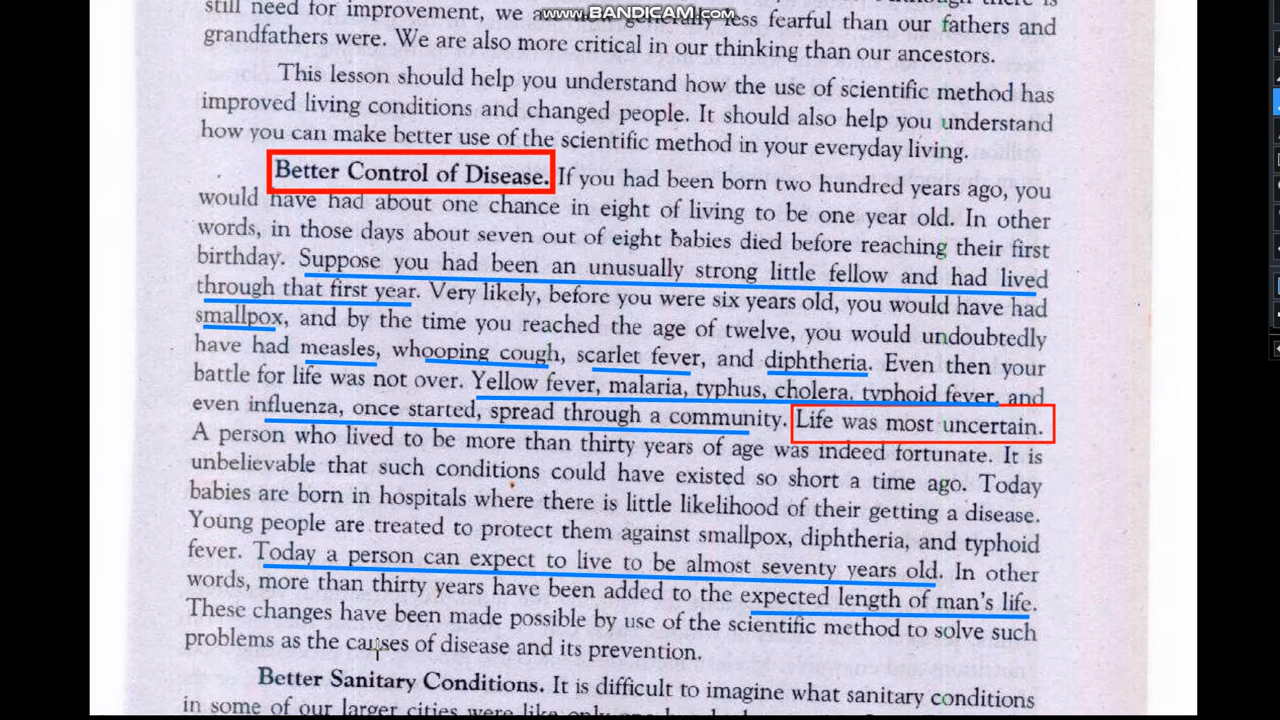 still need for improvement, we a www.BANDICAM.com less fearful than our fathers and
grandfathers were. We are also more critical in our thinking than our ancestors.
This lesson should help you understand how the use of scientific method has
improved living conditions and changed people. It should also help you understand
how you can make better use of the scientific method in your everyday living.
Better Control of Disease. If you had been born two hundred years ago, you
would have had about one chance in eight of living to be one year old. In other
words, in those days about seven out of eight babies died before reaching their first
birthday. Suppose you had been an unusually strong little fellow and had lived
through that first year. Very likely, before you were six years old, you would have had
smallpox, and by the time you reached the age of twelve, you would undoubtedly
have had measles, whooping cough, scarlet fever, and diphtheria. Even then your
battle for life was not over. Yellow fever, malaria, typhus, cholera, typhoid fever, and
even influenza, once started, spread through a community. Life was most uncertain.
A person who lived to be more than thirty years of age was indeed fortunate. It is
unbelievable that such conditions could have existed so short a time ago. Today
babies are born in hospitals where there is little likelihood of their getting a disease.
Young people are treated to protect them against smallpox, diphtheria, and typhoid
fever. Today a person can expect to live to be almost seventy years old. In other
words, more than thirty years have been added to the expected length of man's life.
These changes have been made possible by use of the scientific method to solve such
problems as the causes of disease and its prevention.
Better Sanitary Conditions. It is difficult to imagine what sanitary conditions
in some of our larger cities were like only one